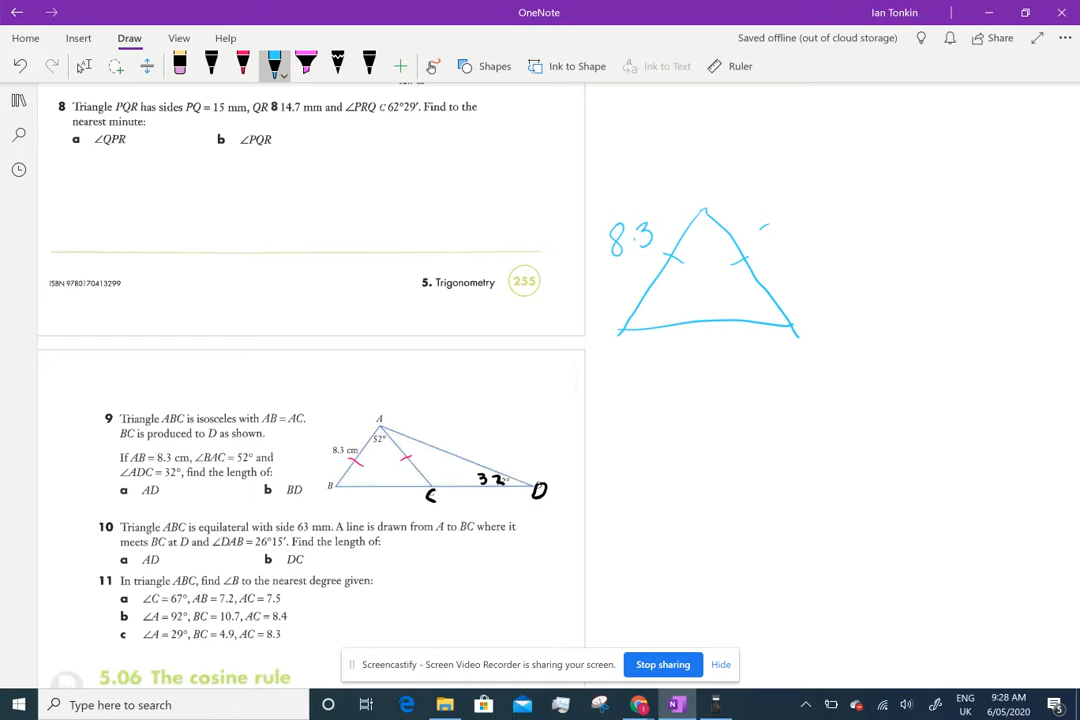 OneNote
Ian Tonkin
Home
Insert
Draw
View
Help
Saved offline (out of cloud storage)
Share
Shapes
Ink to Shape
Ink to Text
Ruler
8 Triangle PQR has sides PQ = 15 mm, QR 8 14.7 mm and ∠PRQ C 62°29′. Find to the
nearest minute:
a ∠QPR b ∠PQR
ISBN 9780170413299
5. Trigonometry 255
8.3
9 Triangle ABC is isosceles with AB = AC.
BC is produced to D as shown.
If AB = 8.3 cm, ∠BAC = 52° and
∠ADC = 32°, find the length of:
a AD b BD
A
52°
8.3 cm
32°
B
C
D
10 Triangle ABC is equilateral with side 63 mm. A line is drawn from A to BC where it
meets BC at D and ∠DAB = 26°15′. Find the length of:
a AD b DC
11 In triangle ABC, find ∠B to the nearest degree given:
a ∠C = 67°, AB = 7.2, AC = 7.5
b ∠A = 92°, BC = 10.7, AC = 8.4
c ∠A = 29°, BC = 4.9, AC = 8.3
5.06 The cosine rule
Screencastify - Screen Video Recorder is sharing your screen.
Stop sharing
Hide
Type here to search
ENG
UK
9:28 AM
6/05/2020
5